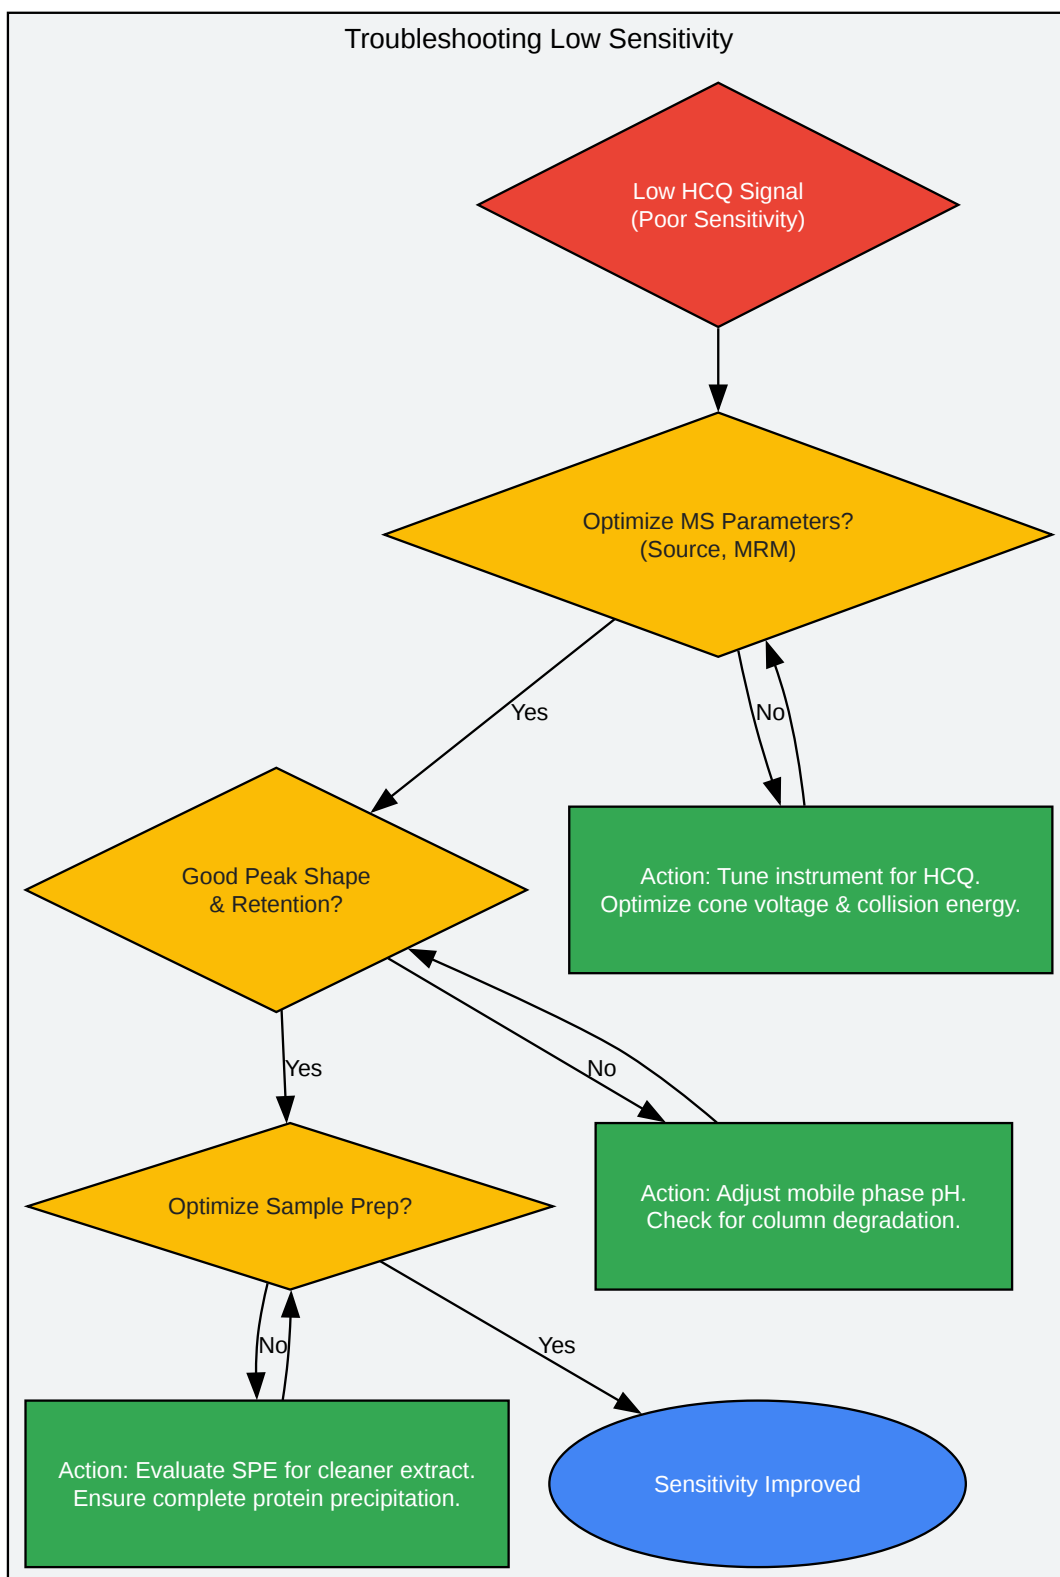 Troubleshooting Low Sensitivity
Low HCQ Signal
(Poor Sensitivity)
Optimize MS Parameters?
(Source, MRM)
Yes
No
Good Peak Shape
& Retention?
Action: Tune instrument for HCQ.
Optimize cone voltage & collision energy.
Yes
No
Optimize Sample Prep?
Action: Adjust mobile phase pH.
Check for column degradation.
No
Yes
Action: Evaluate SPE for cleaner extract.
Ensure complete protein precipitation.
Sensitivity Improved